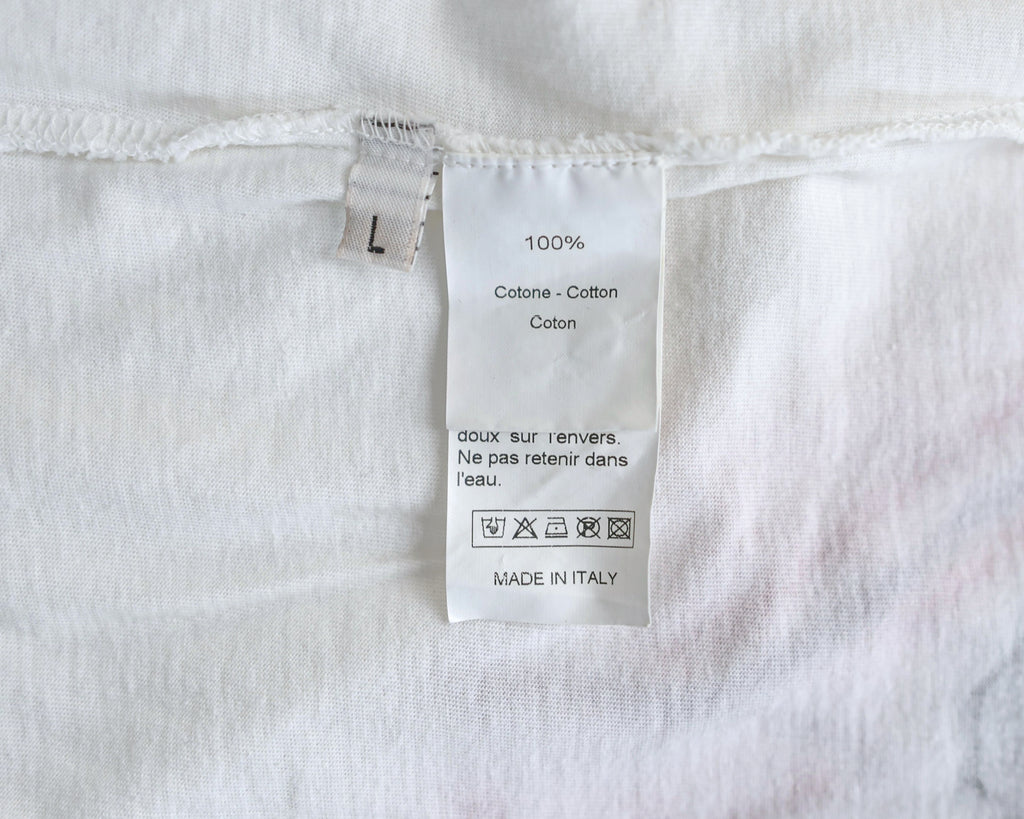 L
100%
Cotone - Cotton
Coton
doux sur l'envers.
Ne pas retenir dans
l'eau.
MADE IN ITALY